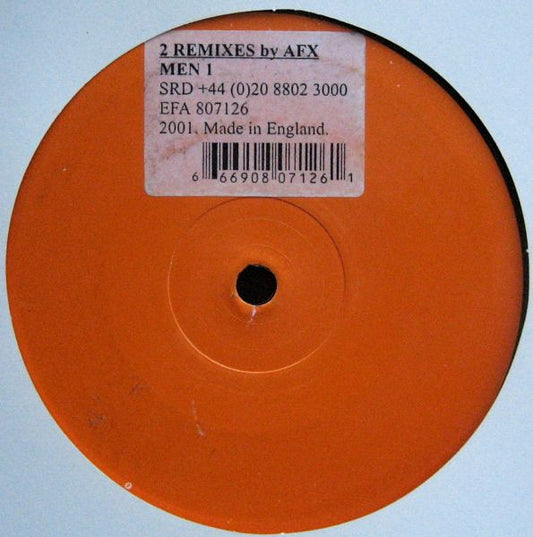 2 REMIXES by AFX
MEN 1
SRD +44 (0)20 8802 3000
EFA 807126
2001. Made in England.
6 66908 07126 1